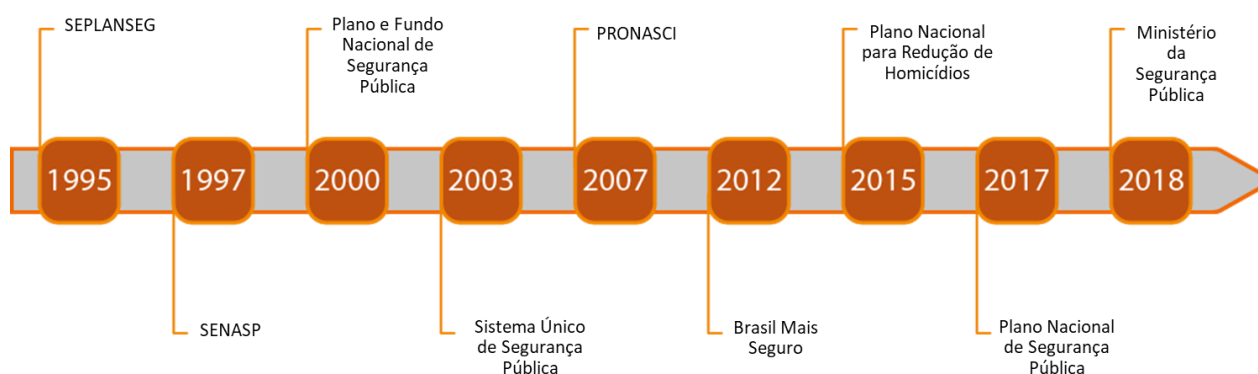 SEPLANSEG
Plano e Fundo
Nacional de
Segurança
Pública
PRONASCI
Plano Nacional
para Redução de
Homicídios
Ministério
da
Segurança
Pública
1995
1997
2000
2003
2007
2012
2015
2017
2018
SENASP
Sistema Único
de Segurança
Pública
Brasil Mais
Seguro
Plano Nacional
de Segurança
Pública